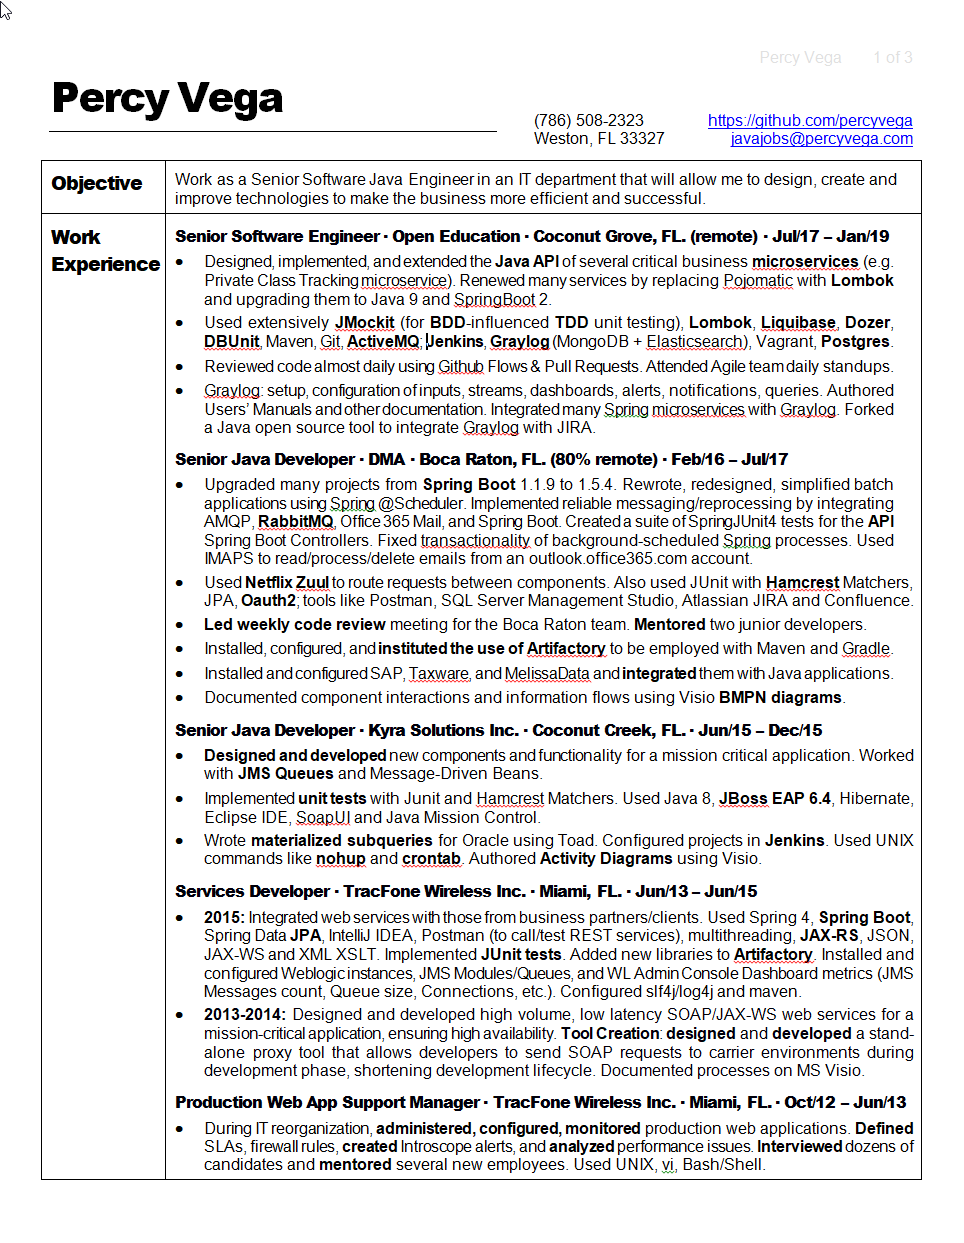 Percy Vega 1 of 3
Percy Vega
(786) 508-2323 https://github.com/percyvega
Weston, FL 33327 javajobs@percyvega.com
Objective
Work as a Senior Software Java Engineer in an IT department that will allow me to design, create and
improve technologies to make the business more efficient and successful.
Work
Experience
Senior Software Engineer · Open Education · Coconut Grove, FL. (remote) · Jul/17 – Jan/19
• Designed, implemented, and extended the Java API of several critical business microservices (e.g.
Private Class Tracking microservice). Renewed many services by replacing Pojomatic with Lombok
and upgrading them to Java 9 and SpringBoot 2.
• Used extensively JMockit (for BDD-influenced TDD unit testing), Lombok, Liquibase, Dozer,
DBUnit, Maven, Git, ActiveMQ; Jenkins, Graylog (MongoDB + Elasticsearch), Vagrant, Postgres.
• Reviewed code almost daily using Github Flows & Pull Requests. Attended Agile team daily standups.
• Graylog: setup, configuration of inputs, streams, dashboards, alerts, notifications, queries. Authored
Users’ Manuals and other documentation. Integrated many Spring microservices with Graylog. Forked
a Java open source tool to integrate Graylog with JIRA.
Senior Java Developer · DMA · Boca Raton, FL. (80% remote) · Feb/16 – Jul/17
• Upgraded many projects from Spring Boot 1.1.9 to 1.5.4. Rewrote, redesigned, simplified batch
applications using Spring @Scheduler. Implemented reliable messaging/reprocessing by integrating
AMQP, RabbitMQ, Office 365 Mail, and Spring Boot. Created a suite of SpringJUnit4 tests for the API
Spring Boot Controllers. Fixed transactionality of background-scheduled Spring processes. Used
IMAPS to read/process/delete emails from an outlook.office365.com account.
• Used Netflix Zuul to route requests between components. Also used JUnit with Hamcrest Matchers,
JPA, Oauth2; tools like Postman, SQL Server Management Studio, Atlassian JIRA and Confluence.
• Led weekly code review meeting for the Boca Raton team. Mentored two junior developers.
• Installed, configured, and instituted the use of Artifactory to be employed with Maven and Gradle.
• Installed and configured SAP, Taxware, and MelissaData and integrated them with Java applications.
• Documented component interactions and information flows using Visio BMPN diagrams.
Senior Java Developer · Kyra Solutions Inc. · Coconut Creek, FL. · Jun/15 – Dec/15
• Designed and developed new components and functionality for a mission critical application. Worked
with JMS Queues and Message-Driven Beans.
• Implemented unit tests with Junit and Hamcrest Matchers. Used Java 8, JBoss EAP 6.4, Hibernate,
Eclipse IDE, SoapUI and Java Mission Control.
• Wrote materialized subqueries for Oracle using Toad. Configured projects in Jenkins. Used UNIX
commands like nohup and crontab. Authored Activity Diagrams using Visio.
Services Developer · TracFone Wireless Inc. · Miami, FL. · Jun/13 – Jun/15
• 2015: Integrated web services with those from business partners/clients. Used Spring 4, Spring Boot,
Spring Data JPA, IntelliJ IDEA, Postman (to call/test REST services), multithreading, JAX-RS, JSON,
JAX-WS and XML XSLT. Implemented JUnit tests. Added new libraries to Artifactory. Installed and
configured Weblogic instances, JMS Modules/Queues, and WL Admin Console Dashboard metrics (JMS
Messages count, Queue size, Connections, etc.). Configured slf4j/log4j and maven.
• 2013-2014: Designed and developed high volume, low latency SOAP/JAX-WS web services for a
mission-critical application, ensuring high availability. Tool Creation: designed and developed a stand-
alone proxy tool that allows developers to send SOAP requests to carrier environments during
development phase, shortening development lifecycle. Documented processes on MS Visio.
Production Web App Support Manager · TracFone Wireless Inc. · Miami, FL. · Oct/12 – Jun/13
• During IT reorganization, administered, configured, monitored production web applications. Defined
SLAs, firewall rules, created Introscope alerts, and analyzed performance issues. Interviewed dozens of
candidates and mentored several new employees. Used UNIX, vi, Bash/Shell.